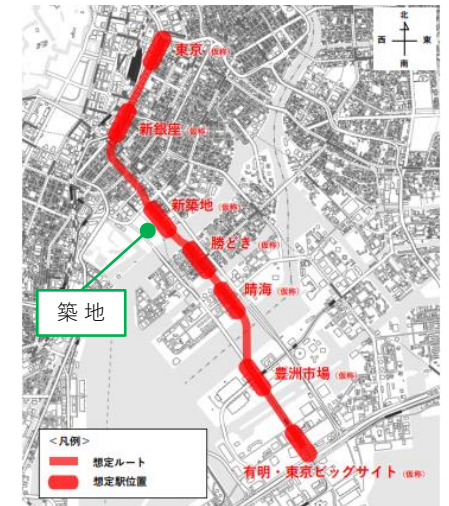 北
西
東
南
東京(仮称)
新銀座(仮称)
新築地(仮称)
勝どき(仮称)
晴海(仮称)
築地
豊洲市場(仮称)
<凡例>
想定ルート
想定駅位置
有明・東京ビッグサイト(仮称)